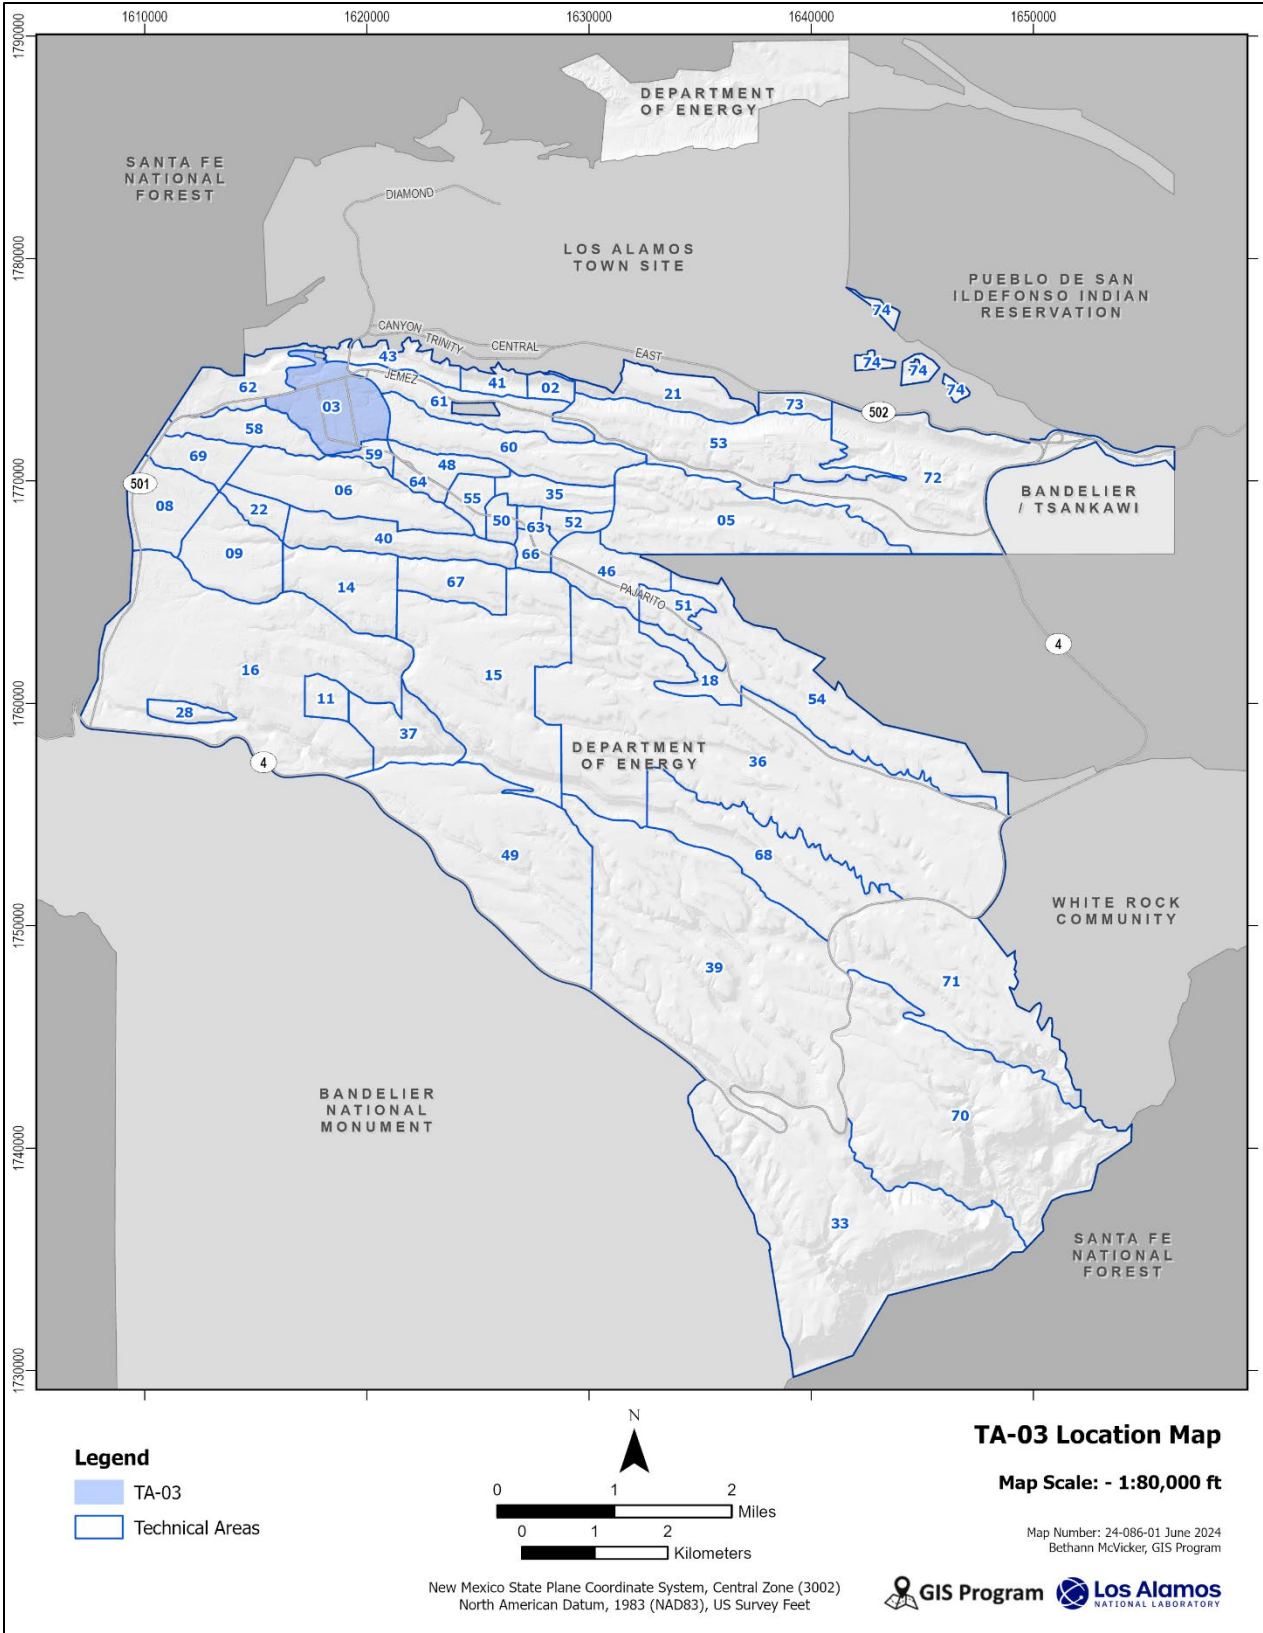 1610000
1620000
1630000
1640000
1650000
1790000
1780000
1770000
1760000
1750000
1740000
1730000
DEPARTMENT
OF ENERGY
SANTA FE
NATIONAL
FOREST
DIAMOND
LOS ALAMOS
TOWN SITE
PUEBLO DE SAN
ILDEFONSO INDIAN
RESERVATION
74
CANYON
TRINITY
CENTRAL
EAST
43
JEMEZ
74
74
74
62
41
02
21
73
502
03
61
58
53
60
59
69
48
72
501
64
06
55
35
BANDELIER
/ TSANKAWI
08
22
50
63
52
05
40
09
66
46
14
67
PAJARITO
51
4
16
15
18
11
54
28
37
DEPARTMENT
OF ENERGY
36
4
49
68
WHITE ROCK
COMMUNITY
39
71
BANDELIER
NATIONAL
MONUMENT
70
33
SANTA FE
NATIONAL
FOREST
N
TA-03 Location Map
Legend
Map Scale: - 1:80,000 ft
TA-03
0 1 2
Miles
Technical Areas
0 1 2
Kilometers
Map Number: 24-086-01 June 2024
Bethann McVicker, GIS Program
New Mexico State Plane Coordinate System, Central Zone (3002)
North American Datum, 1983 (NAD83), US Survey Feet
GIS Program
Los Alamos
NATIONAL LABORATORY